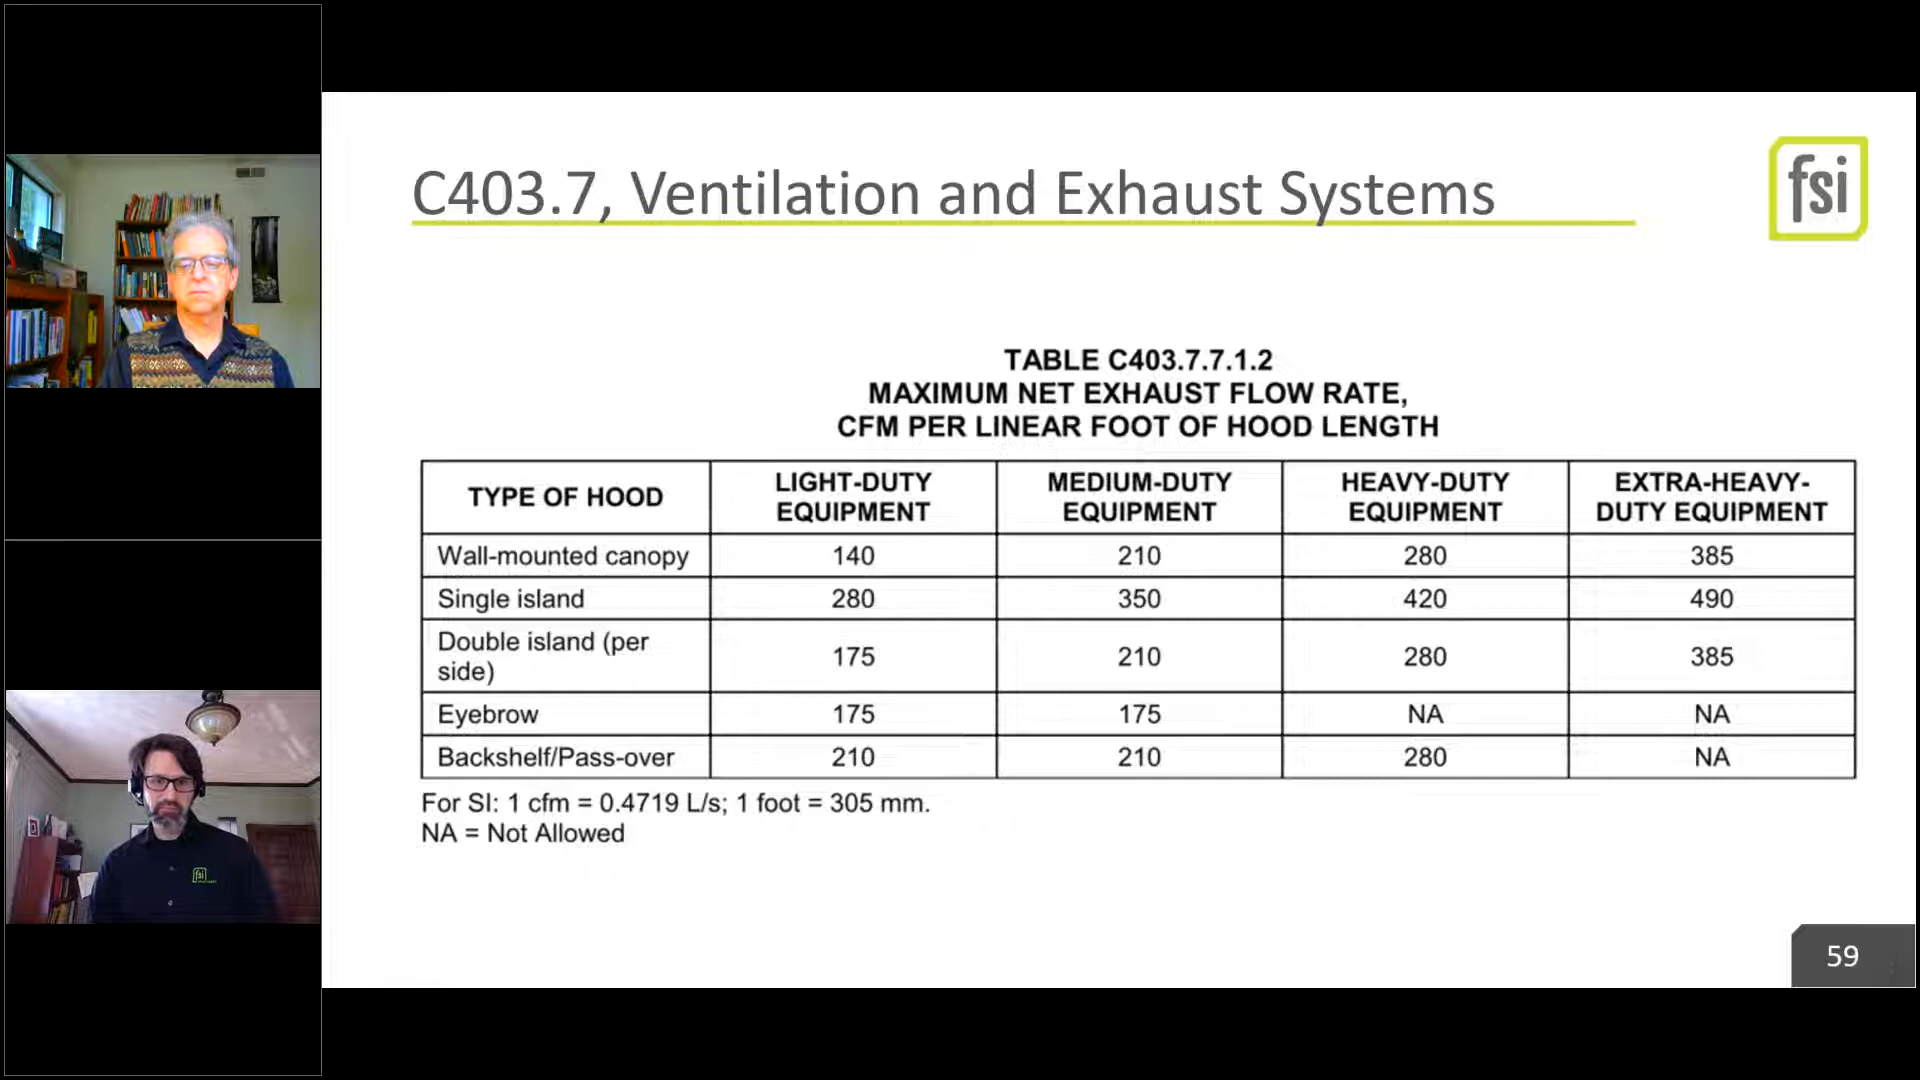 C403.7, Ventilation and Exhaust Systems
fsi
TABLE C403.7.7.1.2
MAXIMUM NET EXHAUST FLOW RATE,
CFM PER LINEAR FOOT OF HOOD LENGTH
TYPE OF HOOD
LIGHT-DUTY
EQUIPMENT
MEDIUM-DUTY
EQUIPMENT
HEAVY-DUTY
EQUIPMENT
EXTRA-HEAVY-
DUTY EQUIPMENT
Wall-mounted canopy 140 210 280 385
Single island 280 350 420 490
Double island (per
side) 175 210 280 385
Eyebrow 175 175 NA NA
Backshelf/Pass-over 210 210 280 NA
For SI: 1 cfm = 0.4719 L/s; 1 foot = 305 mm.
NA = Not Allowed
59
fsi